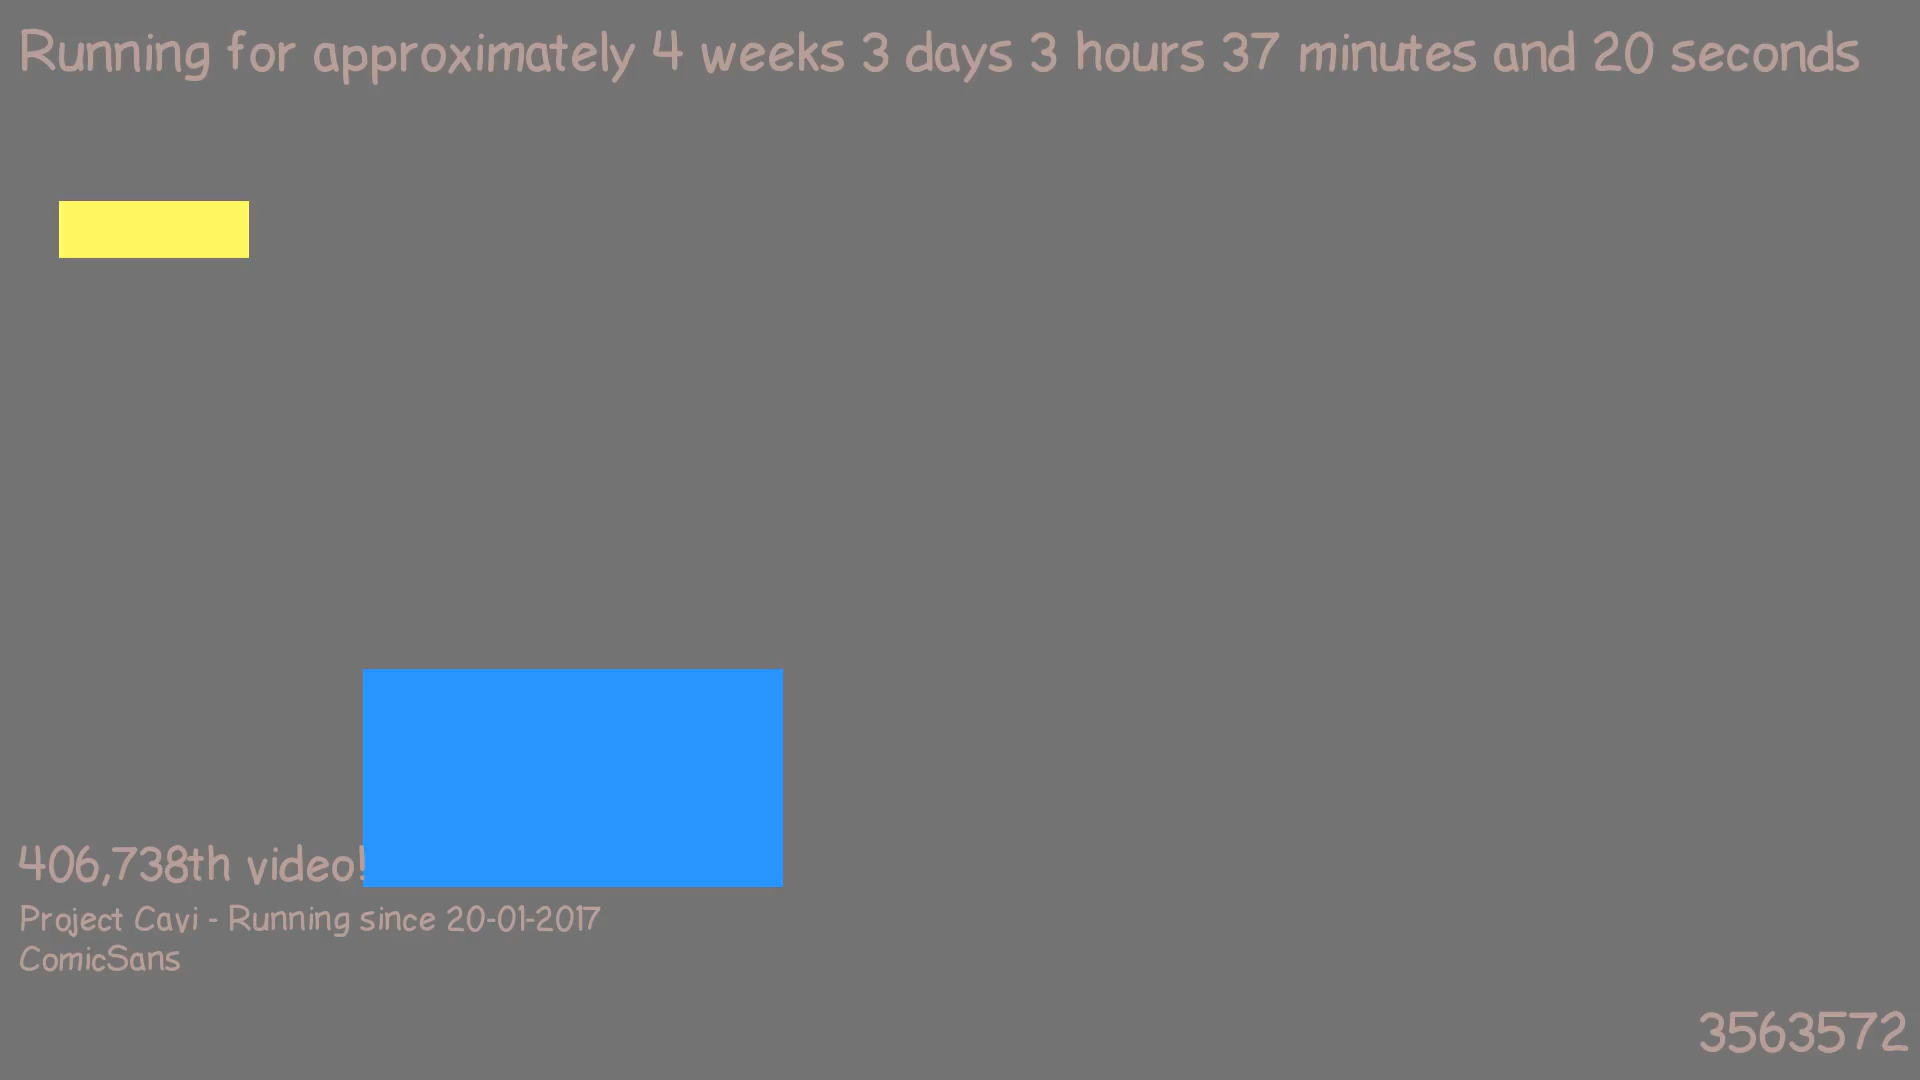 Running for approximately 4 weeks 3 days 3 hours 37 minutes and 20 seconds
406,738th video!
Project Cavi - Running since 20-01-2017
ComicSans
3563572